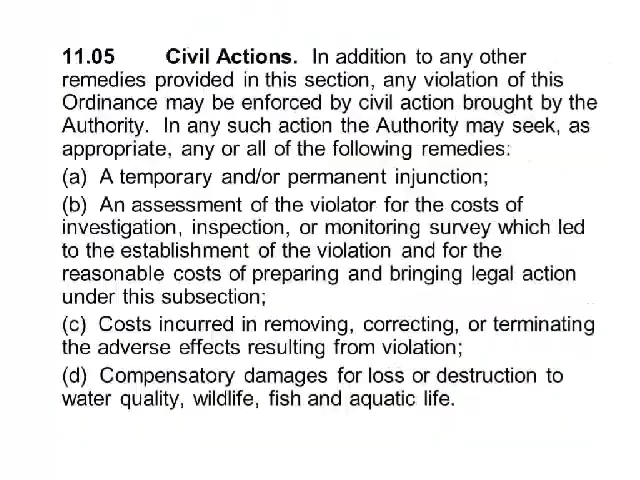 11.05 Civil Actions. In addition to any other
remedies provided in this section, any violation of this
Ordinance may be enforced by civil action brought by the
Authority. In any such action the Authority may seek, as
appropriate, any or all of the following remedies:
(a) A temporary and/or permanent injunction;
(b) An assessment of the violator for the costs of
investigation, inspection, or monitoring survey which led
to the establishment of the violation and for the
reasonable costs of preparing and bringing legal action
under this subsection;
(c) Costs incurred in removing, correcting, or terminating
the adverse effects resulting from violation;
(d) Compensatory damages for loss or destruction to
water quality, wildlife, fish and aquatic life.